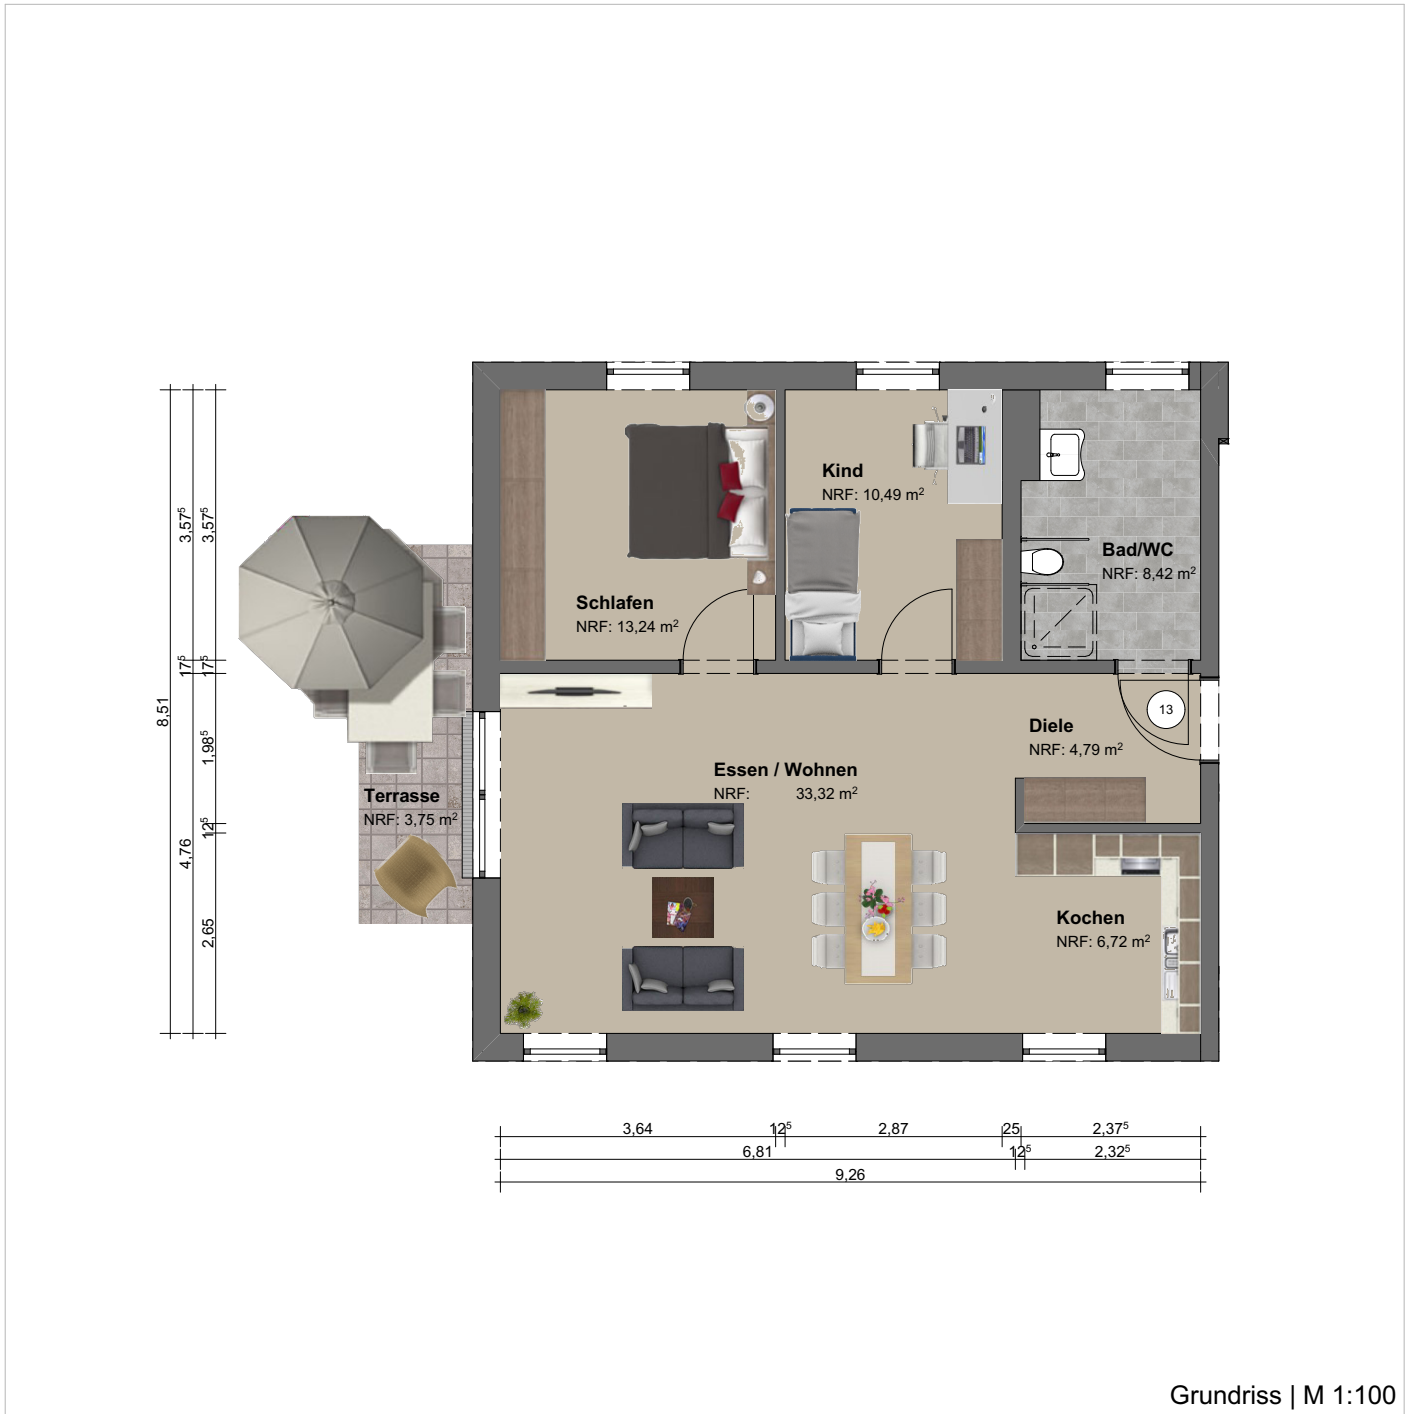 Kind
NRF: 10,49 m²
Bad/WC
NRF: 8,42 m²
Schlafen
NRF: 13,24 m²
13
Diele
NRF: 4,79 m²
Essen / Wohnen
NRF: 33,32 m²
Terrasse
NRF: 3,75 m²
Kochen
NRF: 6,72 m²
8,51
3,57⁵
17⁵
4,76
3,57⁵
17⁵
1,98⁵
12⁵
2,65
3,64 12⁵ 2,87 25 2,37⁵
6,81 12⁵ 2,32⁵
9,26
Grundriss | M 1:100